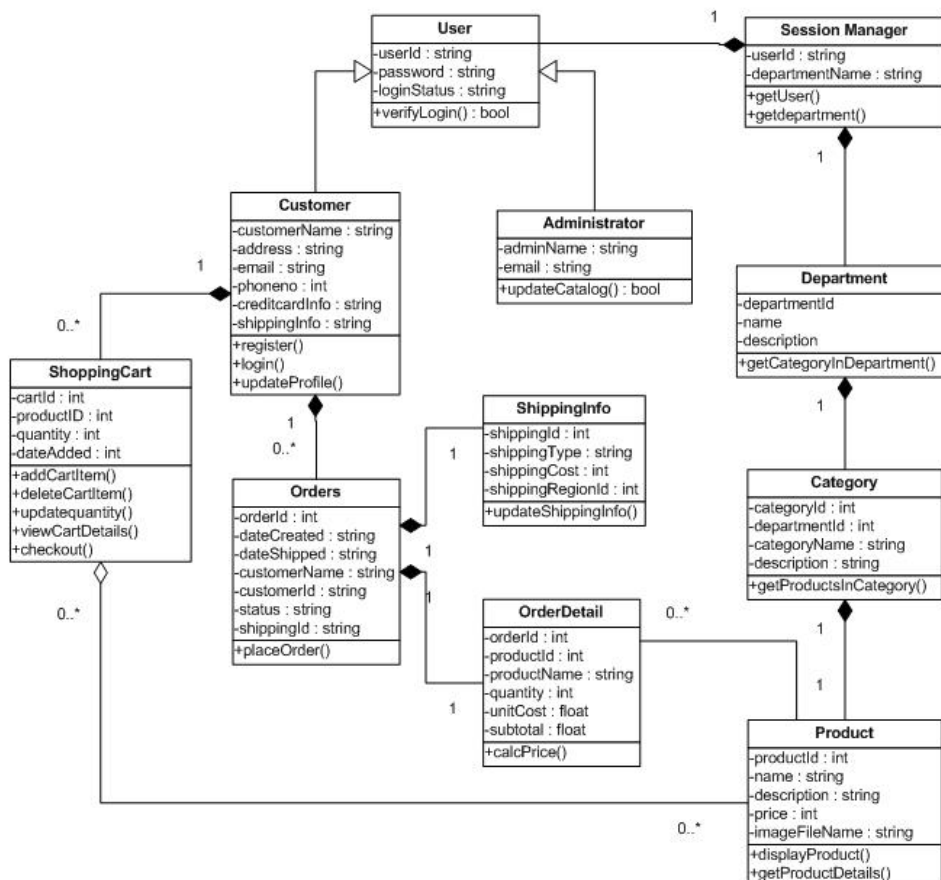 User
-userId : string
-password : string
-loginStatus : string
+verifyLogin() : bool
1
Session Manager
-userId : string
-departmentName : string
+getUser()
+getdepartment()
1
Customer
-customerName : string
-address : string
-email : string
-phoneno : int
-creditcardInfo : string
-shippingInfo : string
+register()
+login()
+updateProfile()
Administrator
-adminName : string
-email : string
+updateCatalog() : bool
1
0..*
Department
-departmentId
-name
-description
+getCategoryInDepartment()
1
ShoppingCart
-cartId : int
-productID : int
-quantity : int
-dateAdded : int
+addCartItem()
+deleteCartItem()
+updatequantity()
+viewCartDetails()
+checkout()
0..*
1
0..*
ShippingInfo
-shippingId : int
-shippingType : string
-shippingCost : int
-shippingRegionId : int
+updateShippingInfo()
1
Orders
-orderId : int
-dateCreated : string
-dateShipped : string
-customerName : string
-customerId : string
-status : string
-shippingId : string
+placeOrder()
1
1
1
Category
-categoryId : int
-departmentId : int
-categoryName : string
-description : string
+getProductsInCategory()
1
OrderDetail
-orderId : int
-productId : int
-productName : string
-quantity : int
-unitCost : float
-subtotal : float
+calcPrice()
0..*
1
Product
-productId : int
-name : string
-description : string
-price : int
-imageFileName : string
+displayProduct()
+getProductDetails()
0..*